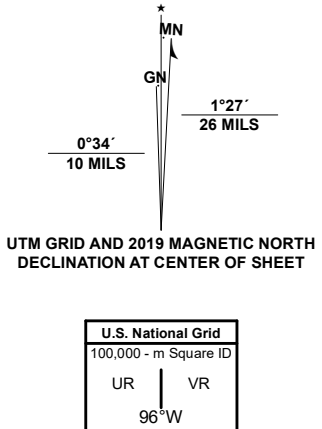 ★
MN
GN
1°27´
26 MILS
0°34´
10 MILS
UTM GRID AND 2019 MAGNETIC NORTH
DECLINATION AT CENTER OF SHEET
U.S. National Grid
100,000 - m Square ID
UR VR
96°W